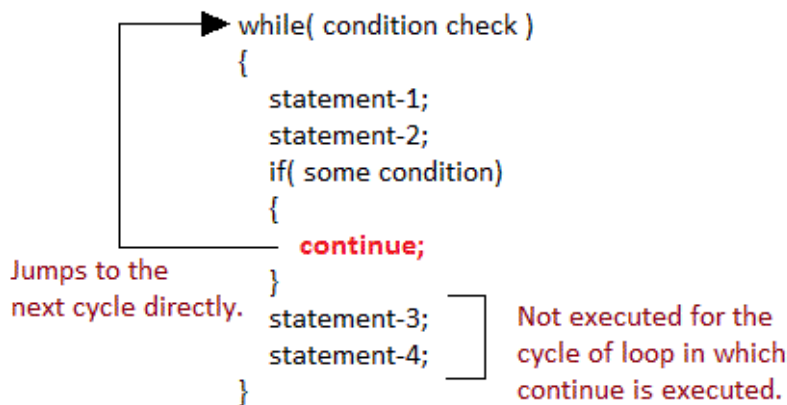 while( condition check )
{
statement-1;
statement-2;
if( some condition)
{
continue;
}
Jumps to the
next cycle directly.
statement-3;
statement-4;
}
Not executed for the
cycle of loop in which
continue is executed.